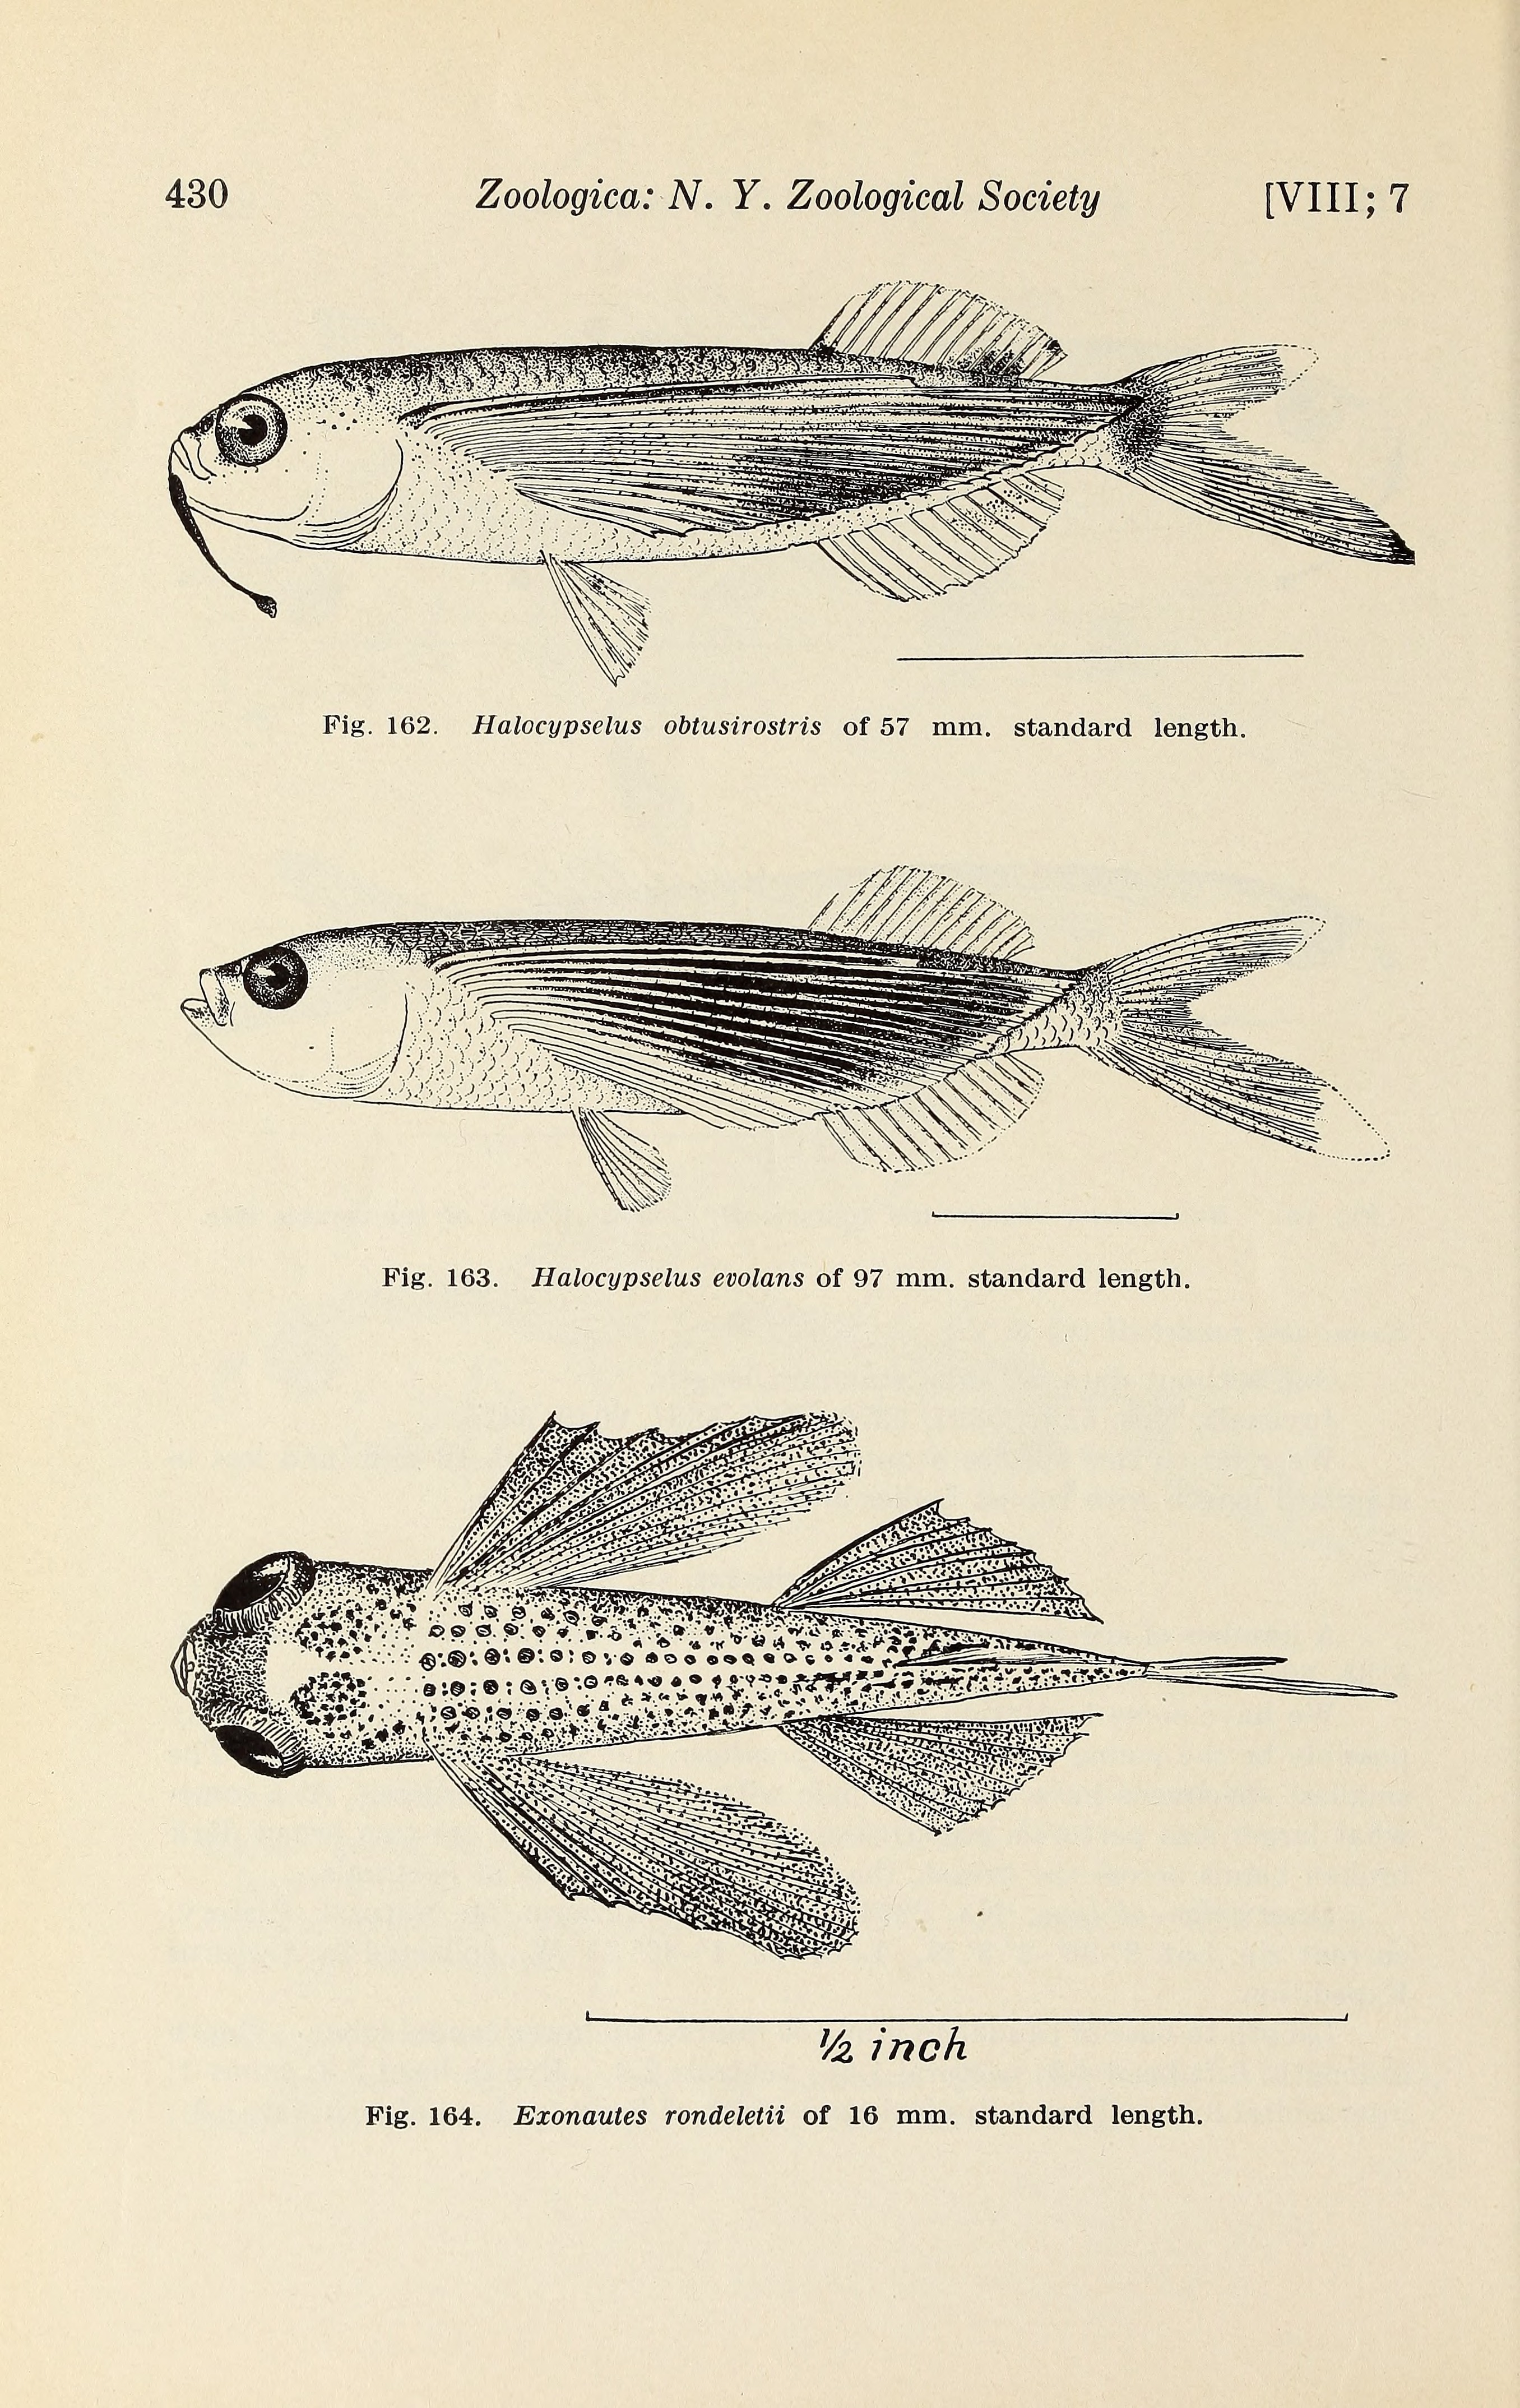 430 Zoologica: N. Y. Zoological Society [VIII; 7
Fig. 162. Halocypselus obtusirostris of 57 mm. standard length.
Fig. 163. Halocypselus evolans of 97 mm. standard length.
½ inch
Fig. 164. Exonautes rondeletii of 16 mm. standard length.